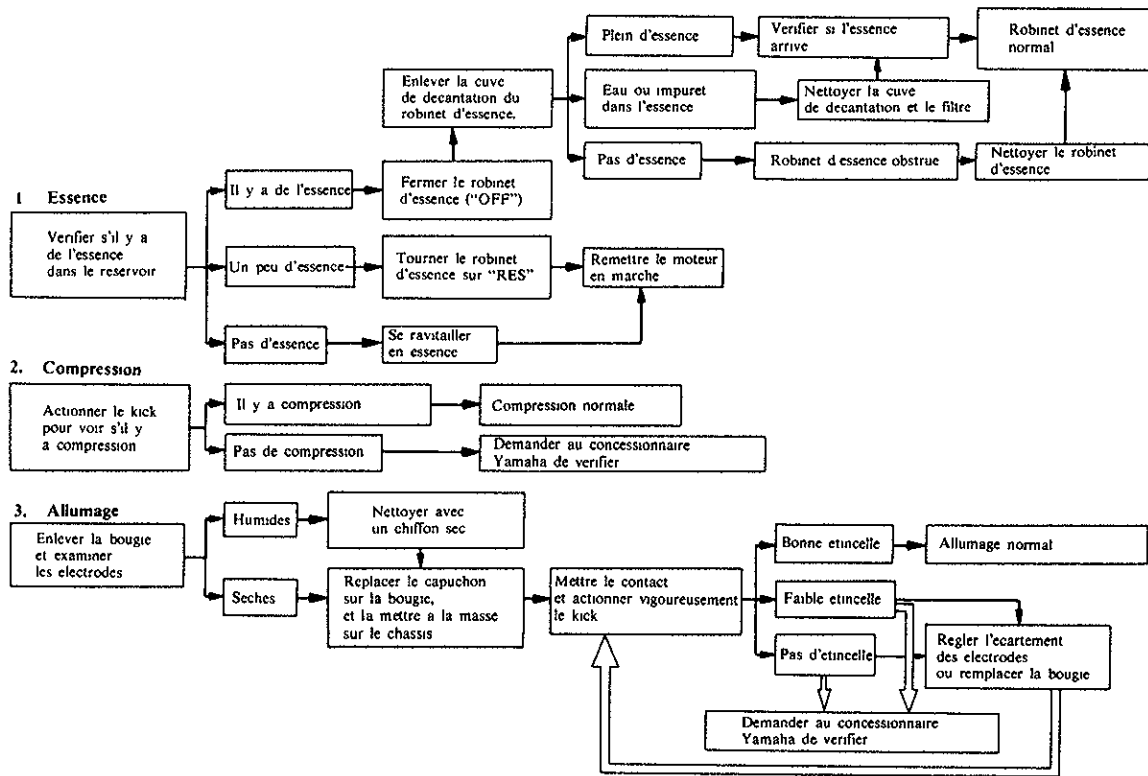 1 Essence
Verifier s'il y a
de l'essence
dans le reservoir
Il y a de l'essence
Fermer le robinet
d'essence ("OFF")
Enlever la cuve
de decantation du
robinet d'essence.
Plein d'essence
Verifier si l'essence
arrive
Robinet d'essence
normal
Eau ou impuret
dans l'essence
Nettoyer la cuve
de decantation et le filtre
Pas d'essence
Robinet d essence obstrue
Nettoyer le robinet
d'essence
Un peu d'essence
Tourner le robinet
d'essence sur "RES"
Remettre le moteur
en marche
Pas d'essence
Se ravitailler
en essence
2. Compression
Actionner le kick
pour voir s'il y
a compression
Il y a compression
Compression normale
Pas de compression
Demander au concessionnaire
Yamaha de verifier
3. Allumage
Enlever la bougie
et examiner
les electrodes
Humides
Nettoyer avec
un chiffon sec
Seches
Replacer le capuchon
sur la bougie,
et la mettre a la masse
sur le chassis
Mettre le contact
et actionner vigoureusement
le kick
Bonne etincelle
Allumage normal
Faible etincelle
Pas d'etincelle
Regler l'ecartement
des electrodes
ou remplacer la bougie
Demander au concessionnaire
Yamaha de verifier